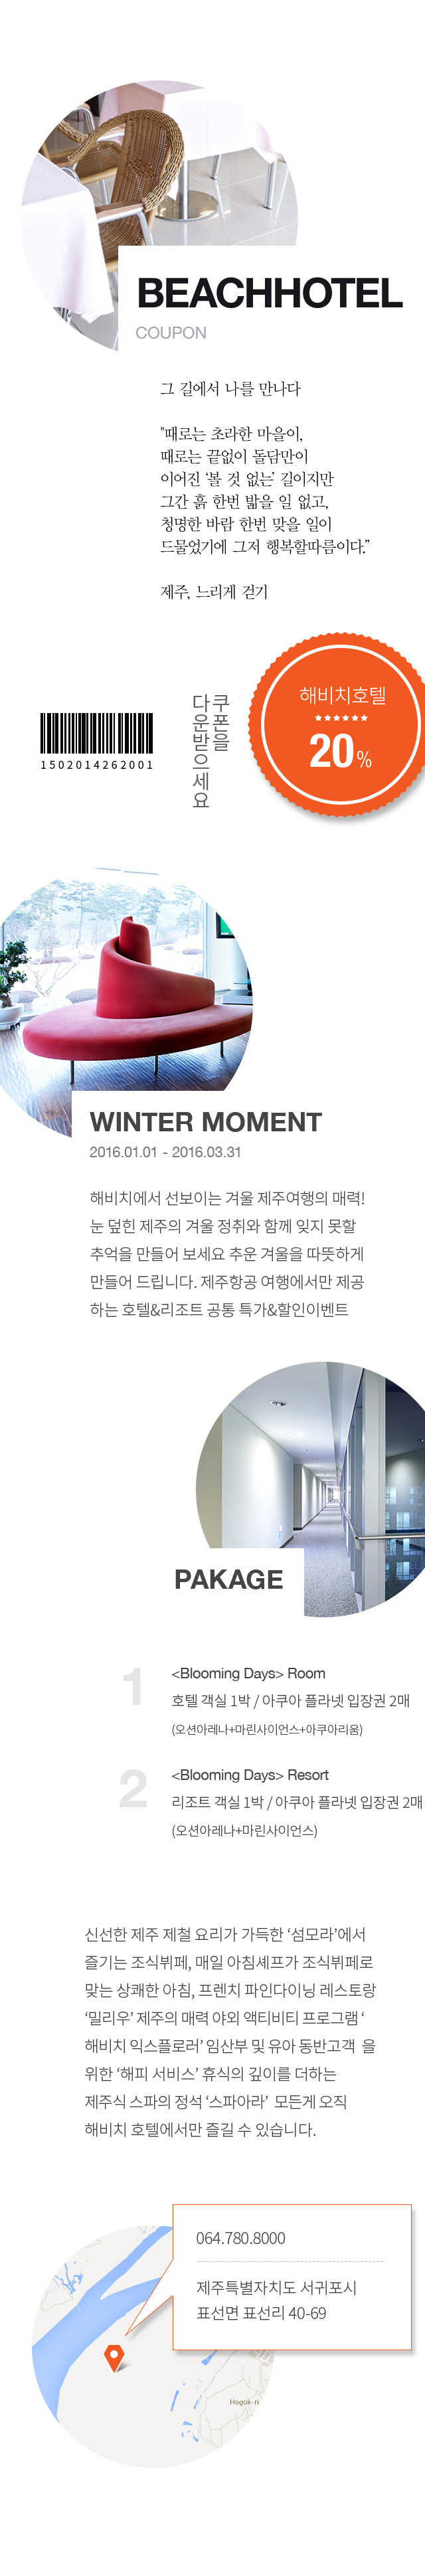 BEACHHOTEL
COUPON
그 길에서 나를 만나다
"때로는 초라한 마을이,
때로는 끝없이 돌담만이
이어진 ‘볼 것 없는’ 길이지만
그간 흙 한번 밟을 일 없고,
청명한 바람 한번 맞을 일이
드물었기에 그저 행복할따름이다.”
제주, 느리게 걷기
1502014262001
쿠폰을
다운받으세요
해비치호텔
20%
WINTER MOMENT
2016.01.01 - 2016.03.31
해비치에서 선보이는 겨울 제주여행의 매력!
눈 덮힌 제주의 겨울 정취와 함께 잊지 못할
추억을 만들어 보세요 추운 겨울을 따뜻하게
만들어 드립니다. 제주항공 여행에서만 제공
하는 호텔&리조트 공통 특가&할인이벤트
PAKAGE
1
<Blooming Days> Room
호텔 객실 1박 / 아쿠아 플라넷 입장권 2매
(오션아레나+마린사이언스+아쿠아리움)
2
<Blooming Days> Resort
리조트 객실 1박 / 아쿠아 플라넷 입장권 2매
(오션아레나+마린사이언스)
신선한 제주 제철 요리가 가득한 ‘섬모라’에서
즐기는 조식뷔페, 매일 아침셰프가 조식뷔페로
맞는 상쾌한 아침, 프렌치 파인다이닝 레스토랑
‘밀리우’ 제주의 매력 야외 액티비티 프로그램 ‘
해비치 익스플로러’ 임산부 및 유아 동반고객 을
위한 ‘해피 서비스’ 휴식의 깊이를 더하는
제주식 스파의 정석 ‘스파아라’ 모든게 오직
해비치 호텔에서만 즐길 수 있습니다.
064.780.8000
제주특별자치도 서귀포시
표선면 표선리 40-69
Hogok-ri